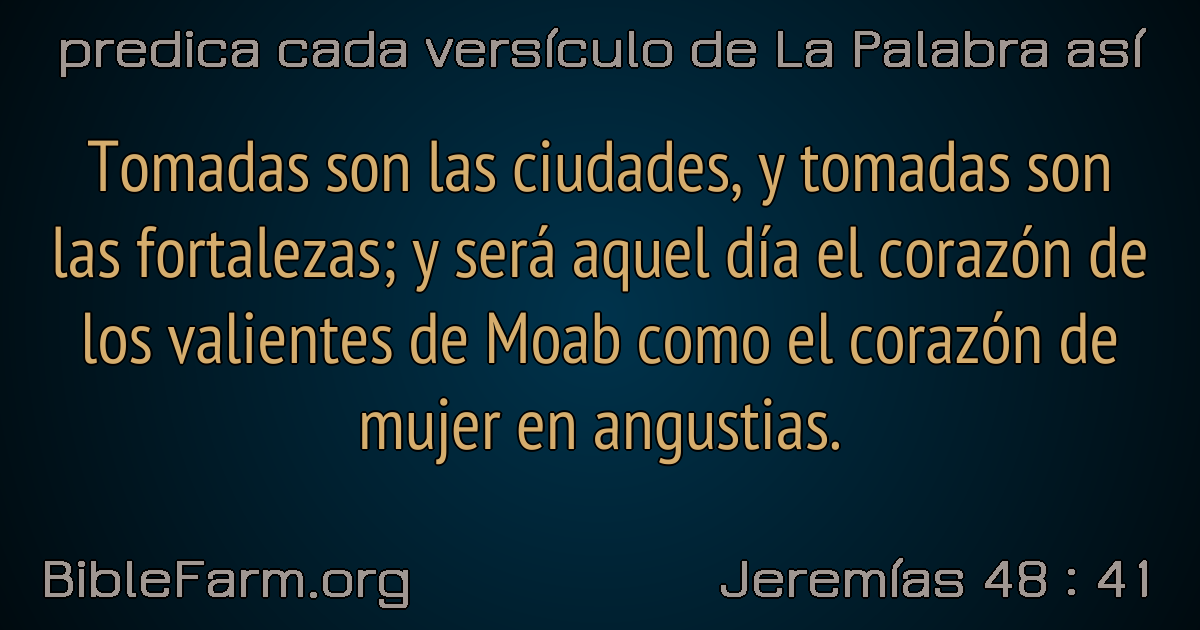 predica cada versículo de La Palabra así
Tomadas son las ciudades, y tomadas son
las fortalezas; y será aquel día el corazón de
los valientes de Moab como el corazón de
mujer en angustias.
BibleFarm.org
Jeremías 48 : 41